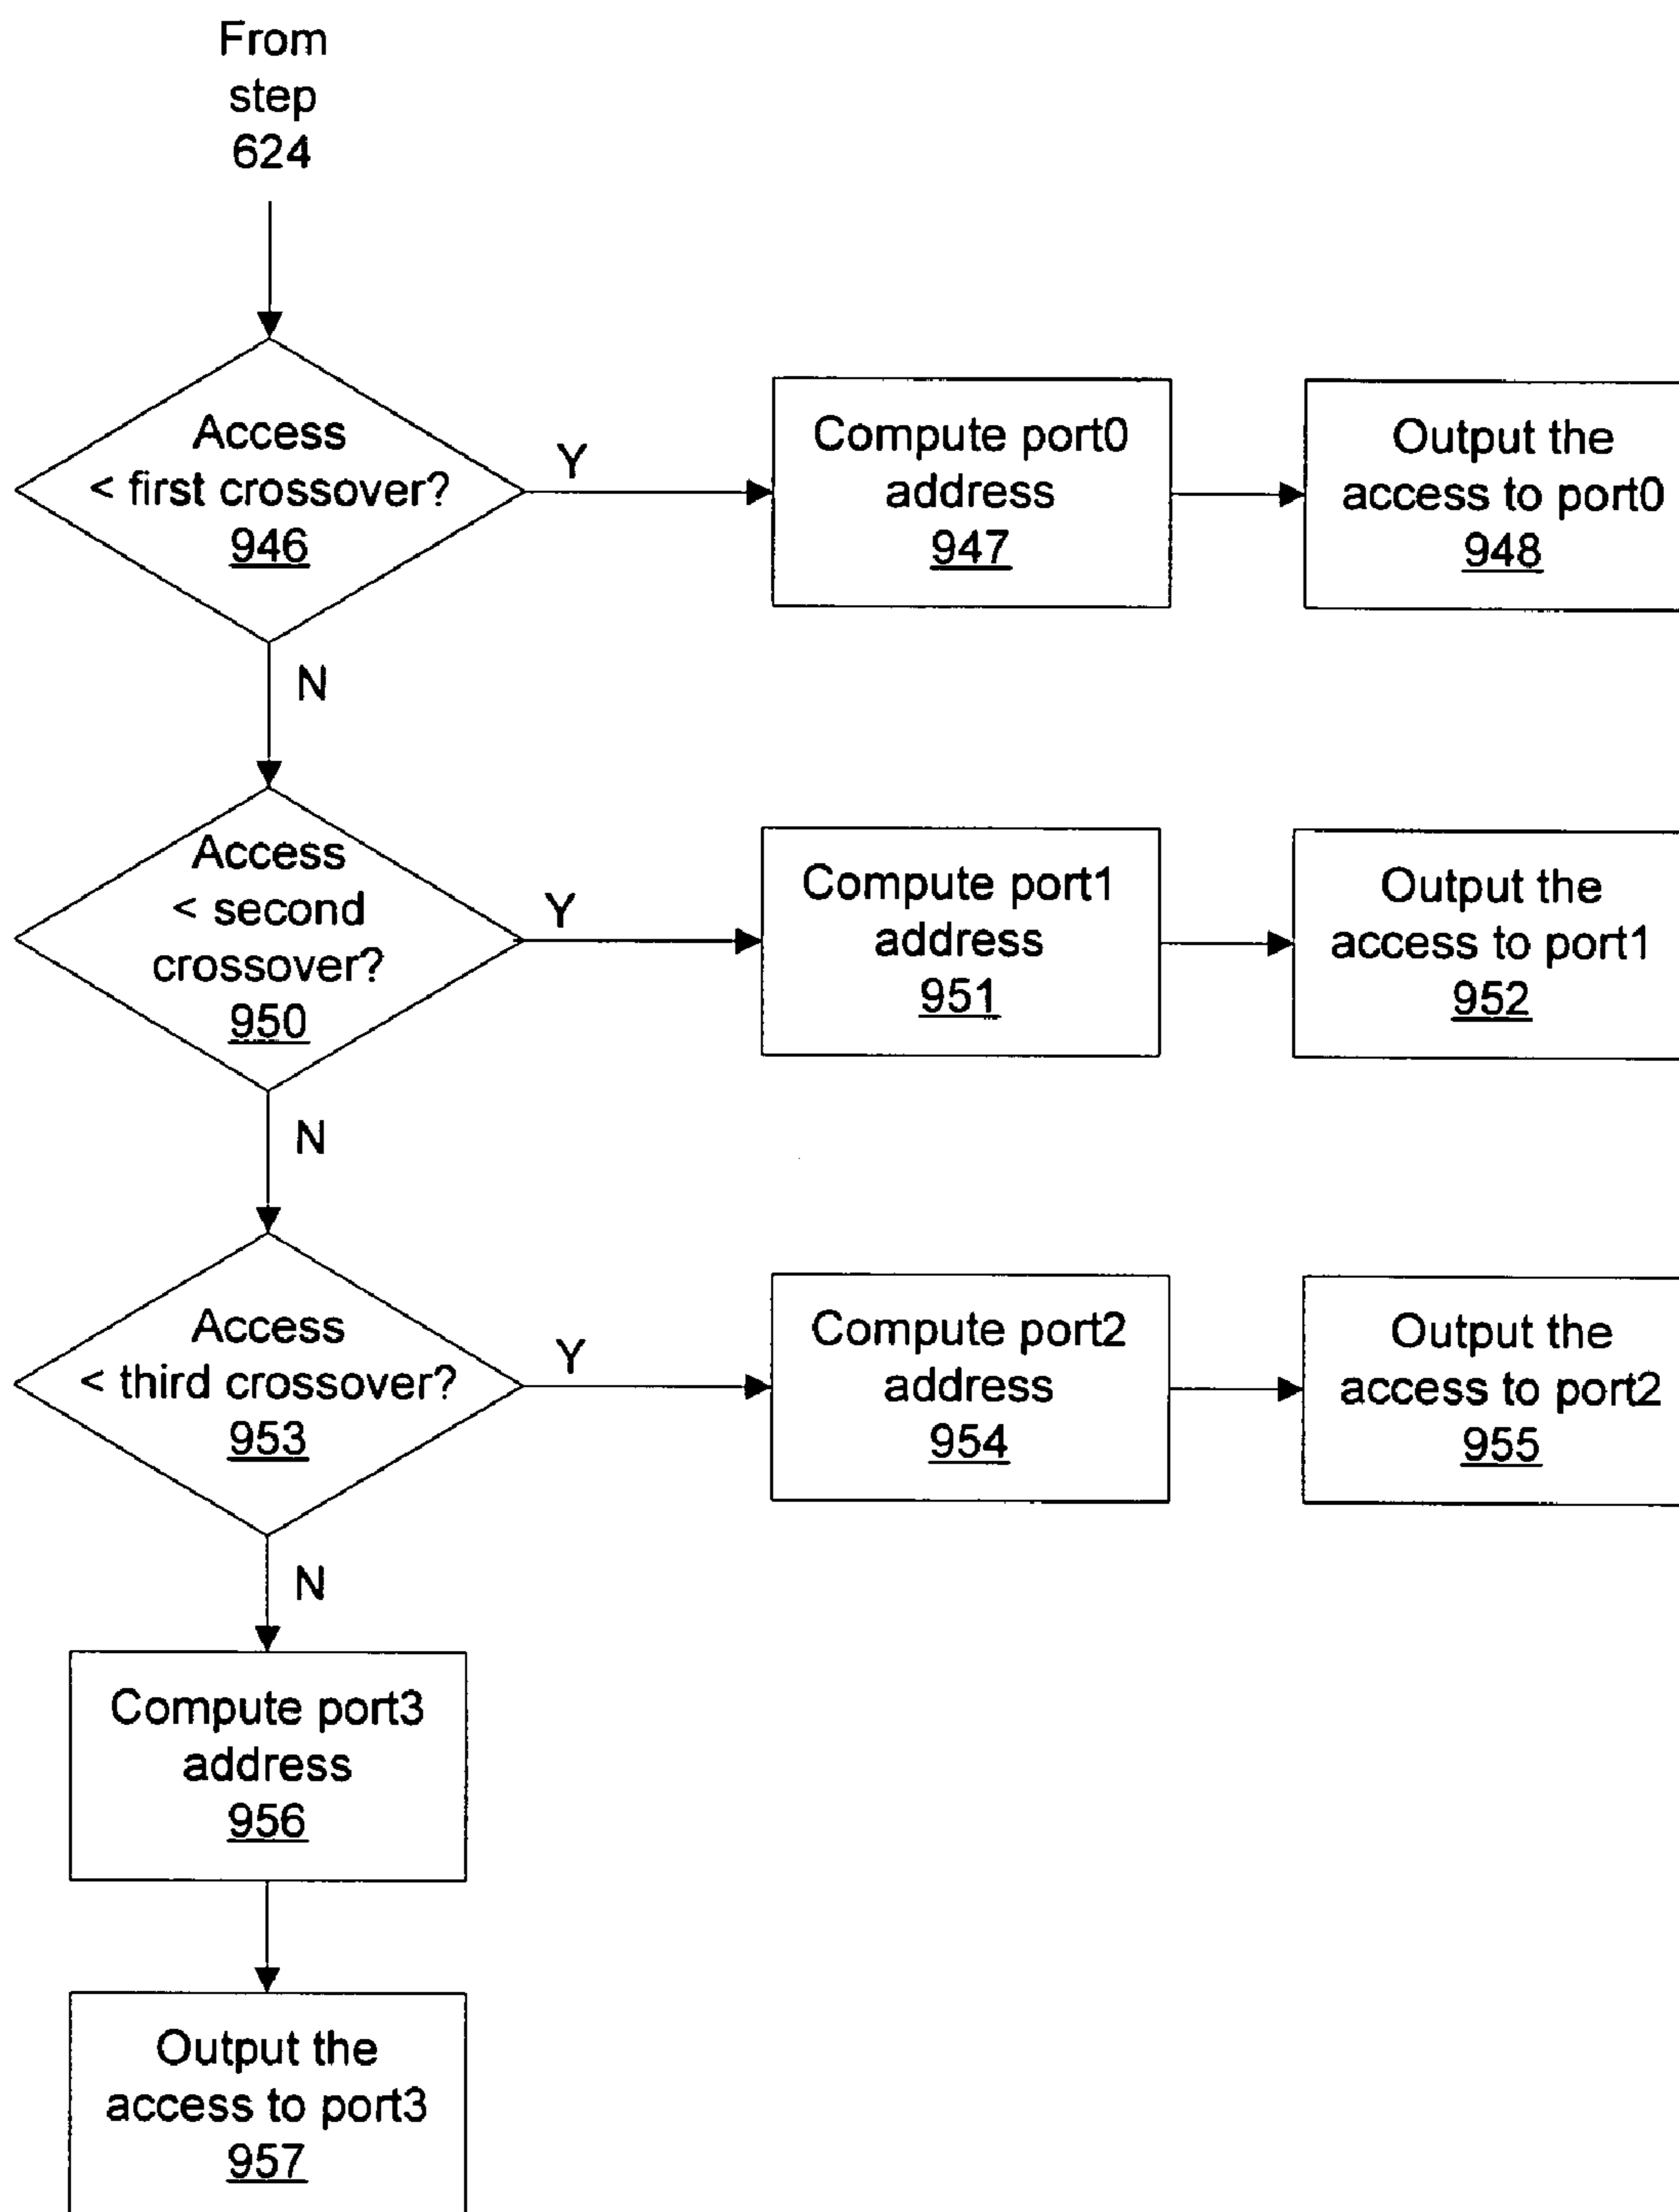 From
step
624
Access
< first crossover?
946
Y
Compute port0
address
947
Output the
access to port0
948
N
Access
< second
crossover?
950
Y
Compute port1
address
951
Output the
access to port1
952
N
Access
< third crossover?
953
Y
Compute port2
address
954
Output the
access to port2
955
N
Compute port3
address
956
Output the
access to port3
957